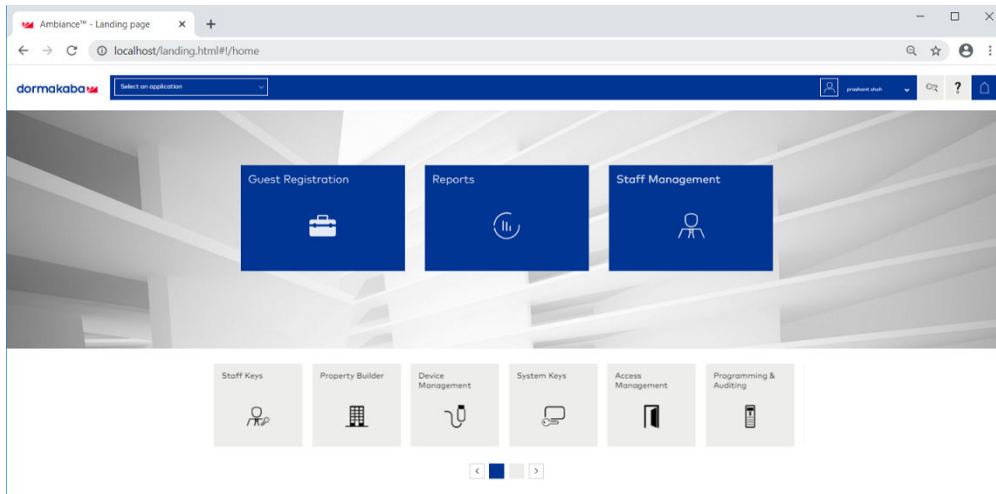 Ambiance™ - Landing page
localhost/landing.html#!/home
dormakaba
Select an application
prashant shah
?
Guest Registration
Reports
Staff Management
Staff Keys
Property Builder
Device
Management
System Keys
Access
Management
Programming &
Auditing